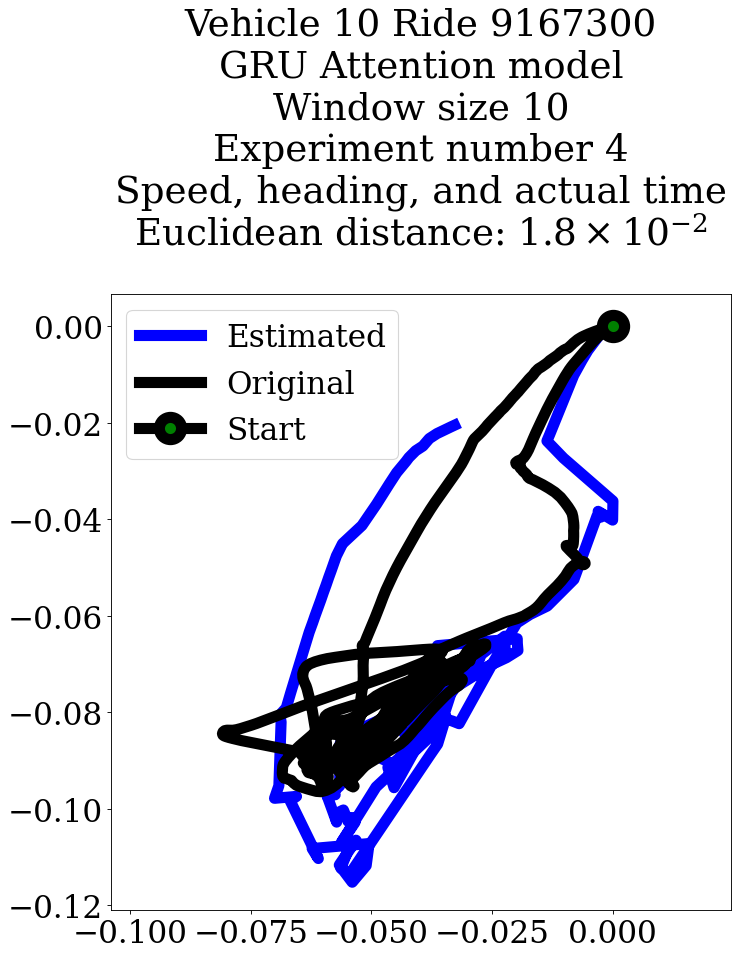 Vehicle 10 Ride 9167300
GRU Attention model
Window size 10
Experiment number 4
Speed, heading, and actual time
Euclidean distance: 1.8 × 10⁻²
Estimated
Original
Start
0.00
−0.02
−0.04
−0.06
−0.08
−0.10
−0.12
−0.100 −0.075 −0.050 −0.025 0.000